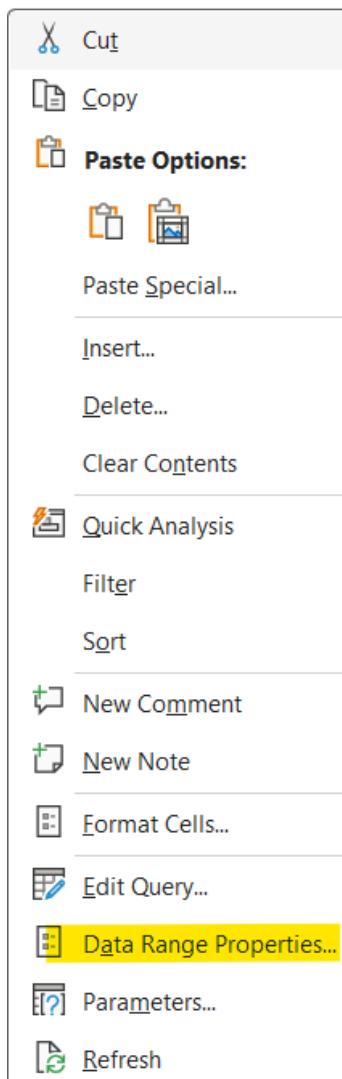 Cut
Copy
Paste Options:
Paste Special...
Insert...
Delete...
Clear Contents
Quick Analysis
Filter
Sort
New Comment
New Note
Format Cells...
Edit Query...
Data Range Properties...
Parameters...
Refresh